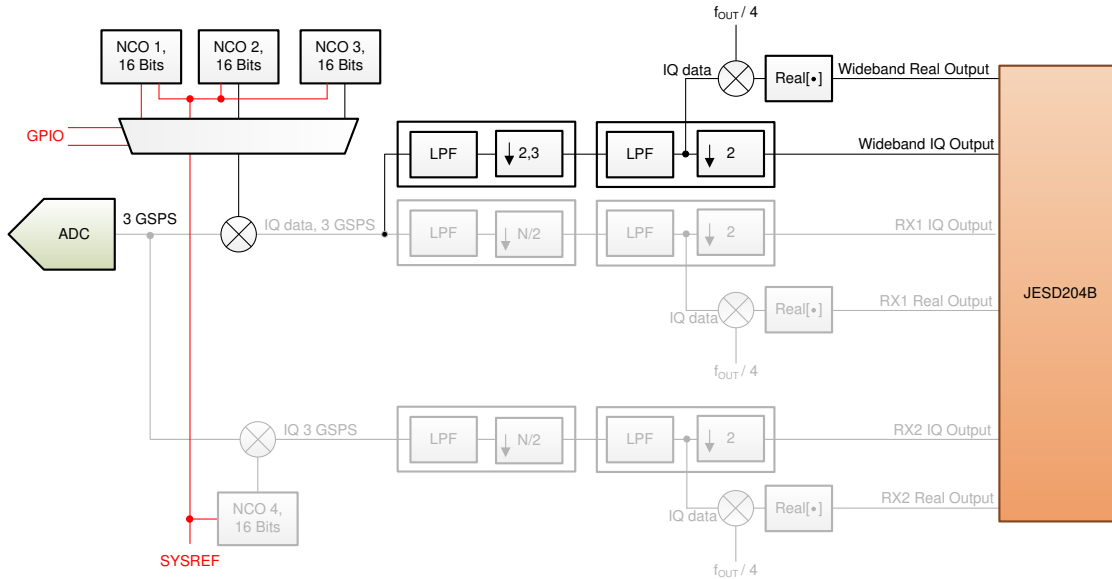 f_OUT / 4
NCO 1,
16 Bits
NCO 2,
16 Bits
NCO 3,
16 Bits
IQ data
Real[•]
Wideband Real Output
GPIO
LPF
2,3
LPF
2
Wideband IQ Output
ADC
3 GSPS
IQ data, 3 GSPS
LPF
N/2
LPF
2
RX1 IQ Output
JESD204B
IQ data
Real[•]
RX1 Real Output
f_OUT / 4
IQ 3 GSPS
LPF
N/2
LPF
2
RX2 IQ Output
NCO 4,
16 Bits
IQ data
Real[•]
RX2 Real Output
SYSREF
f_OUT / 4